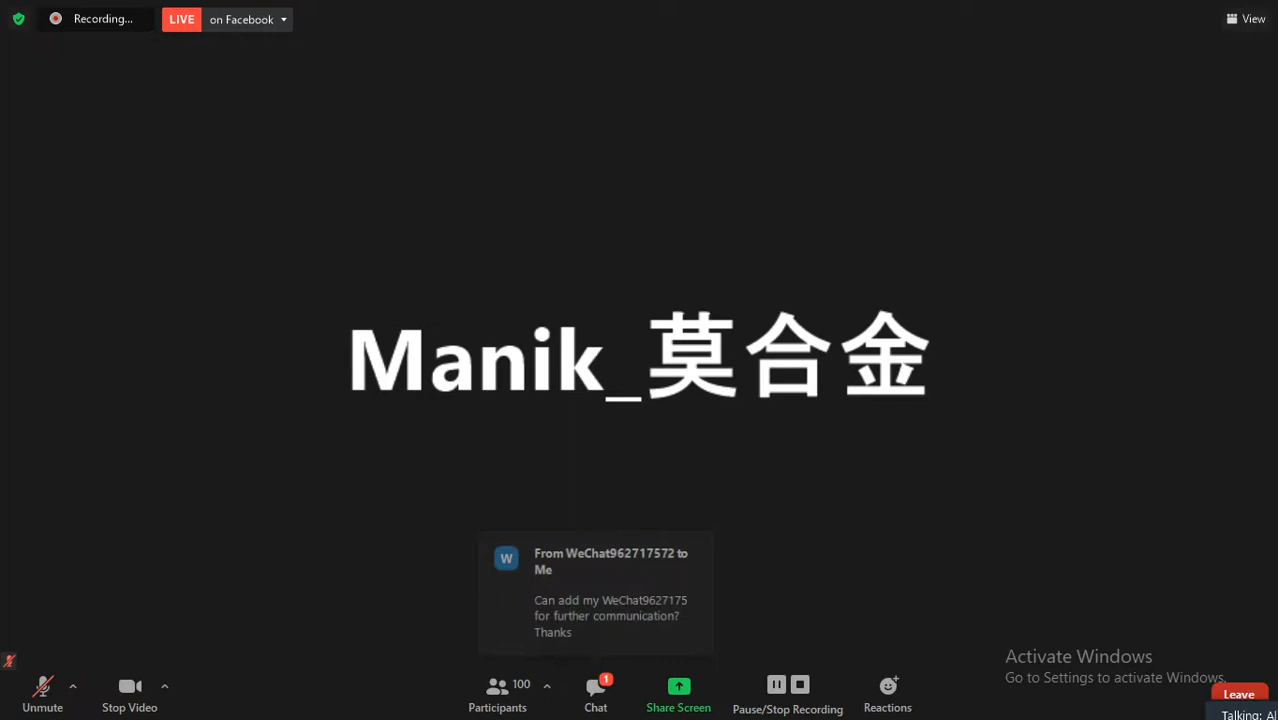 Recording...
LIVE on Facebook
View
Manik_莫合金
W
From WeChat962717572 to
Me
Can add my WeChat9627175
for further communication?
Thanks
Activate Windows
Go to Settings to activate Windows.
100
1
Unmute
Stop Video
Participants
Chat
Share Screen
Pause/Stop Recording
Reactions
Leave
Talking: